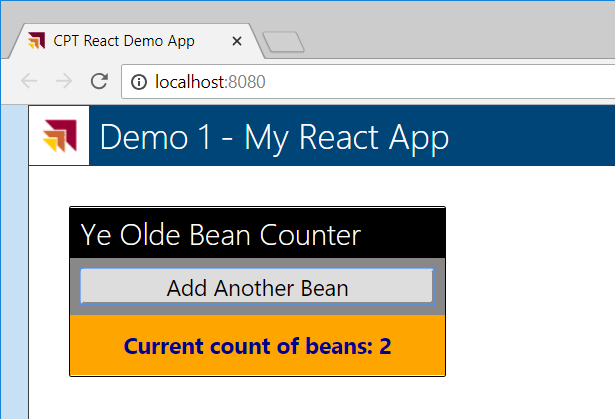 CPT React Demo App
localhost:8080
Demo 1 - My React App
Ye Olde Bean Counter
Add Another Bean
Current count of beans: 2